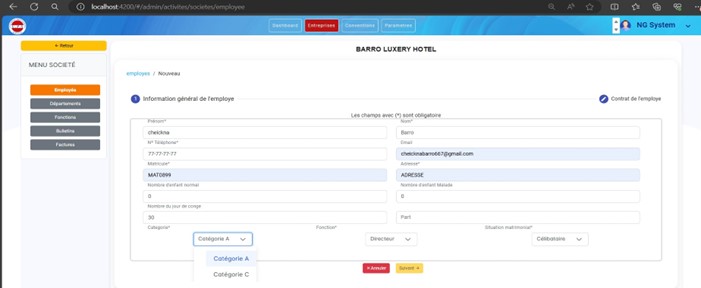 localhost:4200/#/admin/activites/societes/employee
Dashboard Entreprises Conventions Parametres
NG System
+ Retour
BARRO LUXERY HOTEL
MENU SOCIETÉ
employes / Nouveau
Employés
Départements
Fonctions
Bulletins
Factures
1 Information général de l'employe
Contrat de l'employe
Les champs avec (*) sont obligatoire
Prénom* Nom*
cheickna Barro
N° Téléphone* Email
77-77-77-77 cheicknabarro667@gmail.com
Matricule* Adresse*
MAT0899 ADRESSE
Nombre d'enfant normal Nombre d'enfant Malade
0 0
Nombre du jour de conge
30 Part
Categorie* Fonction* Situation matrimonial*
Catégorie A Directeur Célibataire
Catégorie A
Catégorie C
× Annuler Suivant →